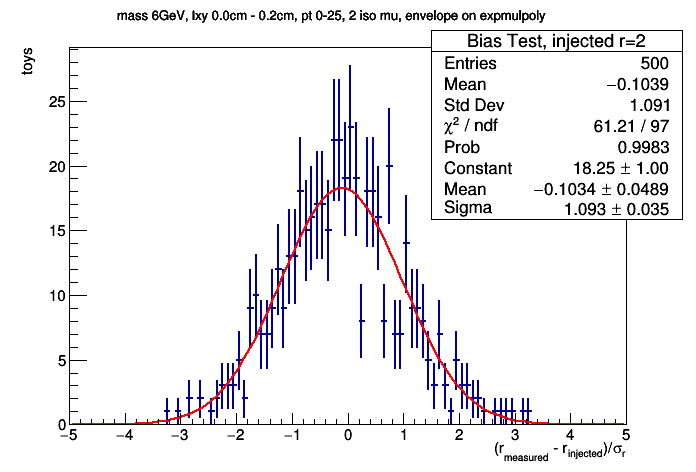 mass 6GeV, lxy 0.0cm - 0.2cm, pt 0-25, 2 iso mu, envelope on expmulpoly
Bias Test, injected r=2
Entries 500
Mean −0.1039
Std Dev 1.091
χ² / ndf 61.21 / 97
Prob 0.9983
Constant 18.25 ± 1.00
Mean −0.1034 ± 0.0489
Sigma 1.093 ± 0.035
toys
25
20
15
10
5
0
−5 −4 −3 −2 −1 0 1 2 3 4 5
(r_measured - r_injected)/σ_r